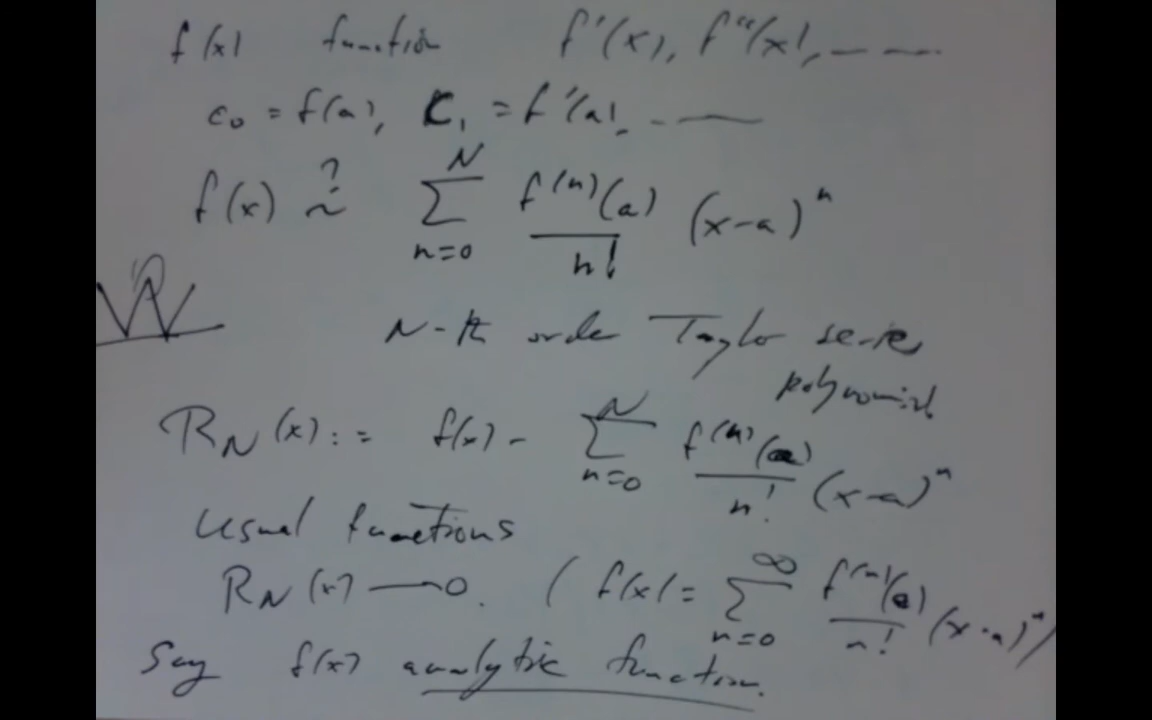 f(x) function f'(x), f''(x), — —
c₀ = f(a), C₁ = f'(a), - —
f(x) ?~ ∑_{n=0}^{N} f^{(n)}(a)/n! (x-a)^n
N-th order Taylor series
polynomial
R_N(x) := f(x) - ∑_{n=0}^{N} f^{(n)}(a)/n! (x-a)^n
Usual functions
R_N(x) → 0. (f(x) = ∑_{n=0}^{∞} f^{(n)}(a)/n! (x-a)^n)
Say f(x) analytic function.